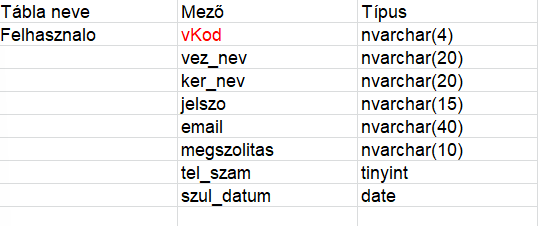 Tábla neve Mező Típus
Felhasznalo vKod nvarchar(4)
vez_nev nvarchar(20)
ker_nev nvarchar(20)
jelszo nvarchar(15)
email nvarchar(40)
megszolitas nvarchar(10)
tel_szam tinyint
szul_datum date